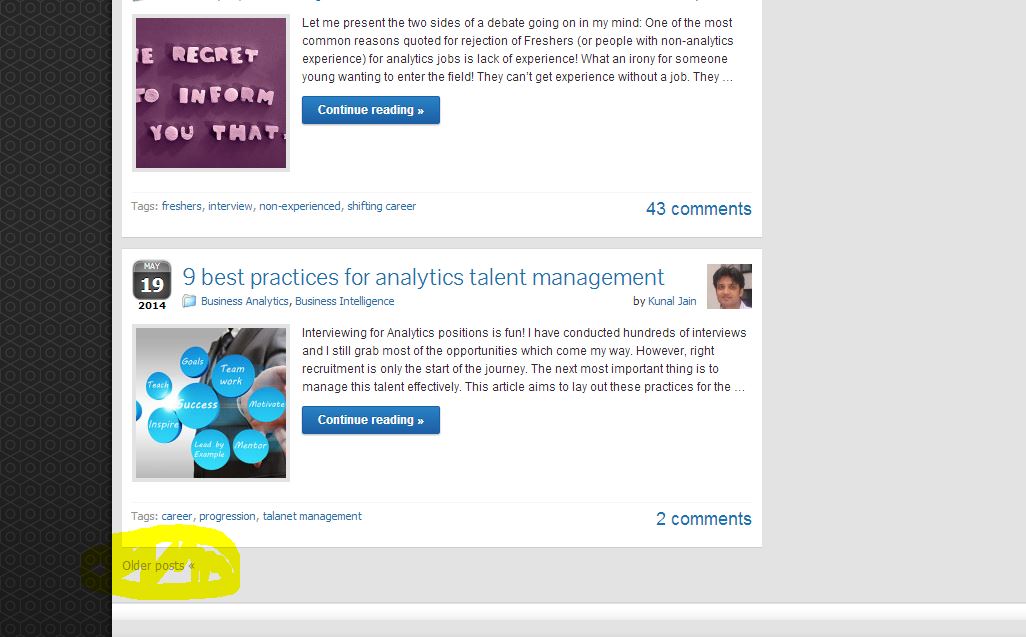 E REGRET
TO INFORM
YOU THAT
Let me present the two sides of a debate going on in my mind: One of the most
common reasons quoted for rejection of Freshers (or people with non-analytics
experience) for analytics jobs is lack of experience! What an irony for someone
young wanting to enter the field! They can't get experience without a job. They ...
Continue reading »
Tags: freshers, interview, non-experienced, shifting career
43 comments
MAY
19
2014
9 best practices for analytics talent management
Business Analytics, Business Intelligence
by Kunal Jain
Goals
Team
work
Teach
Success
Motivate
Inspire
Lead by
Example
Mentor
Interviewing for Analytics positions is fun! I have conducted hundreds of interviews
and I still grab most of the opportunities which come my way. However, right
recruitment is only the start of the journey. The next most important thing is to
manage this talent effectively. This article aims to lay out these practices for the ...
Continue reading »
Tags: career, progression, talanet management
2 comments
Older posts «